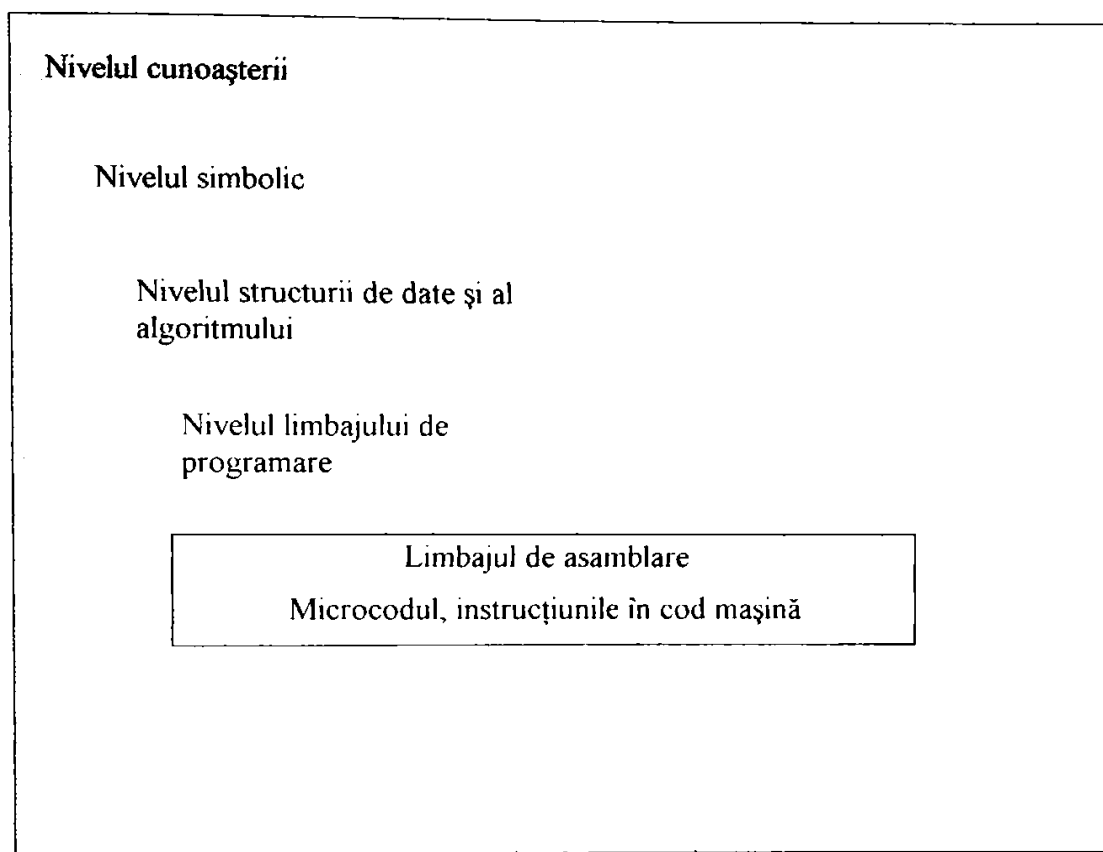 Nivelul cunoaşterii
Nivelul simbolic
Nivelul structurii de date şi al
algoritmului
Nivelul limbajului de
programare
Limbajul de asamblare
Microcodul, instrucţiunile în cod maşină